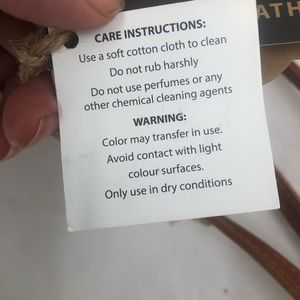 ATH
CARE INSTRUCTIONS:
Use a soft cotton cloth to clean
Do not rub harshly
Do not use perfumes or any
other chemical cleaning agents
WARNING:
Color may transfer in use.
Avoid contact with light
colour surfaces.
Only use in dry conditions